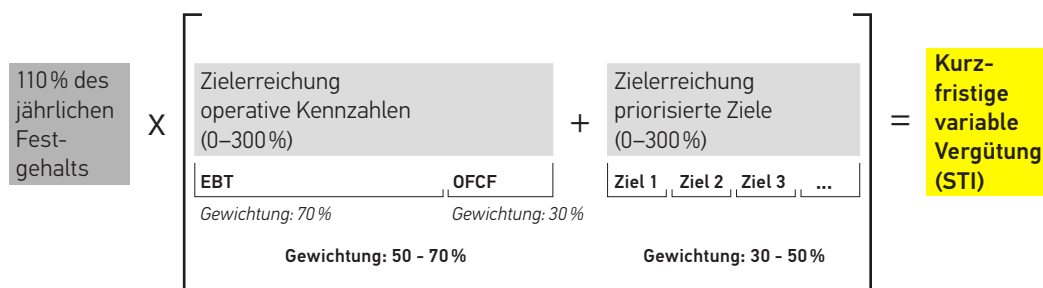 110 % des
jährlichen
Fest-
gehalts
X
Zielerreichung
operative Kennzahlen
(0–300 %)
EBT
OFCF
Gewichtung: 70 %
Gewichtung: 30 %
Gewichtung: 50 - 70 %
+
Zielerreichung
priorisierte Ziele
(0–300 %)
Ziel 1
Ziel 2
Ziel 3
...
Gewichtung: 30 - 50 %
=
Kurz-
fristige
variable
Vergütung
(STI)